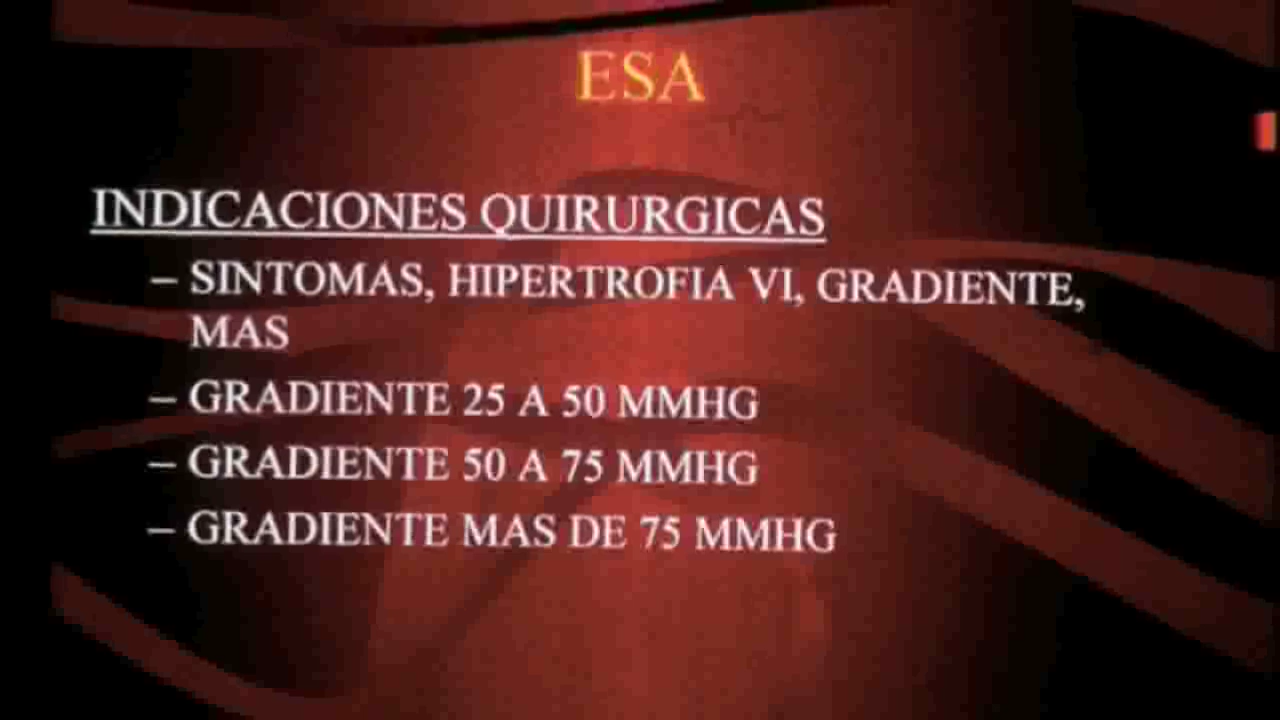 ESA
INDICACIONES QUIRURGICAS
– SINTOMAS, HIPERTROFIA VI, GRADIENTE,
MAS
– GRADIENTE 25 A 50 MMHG
– GRADIENTE 50 A 75 MMHG
– GRADIENTE MAS DE 75 MMHG